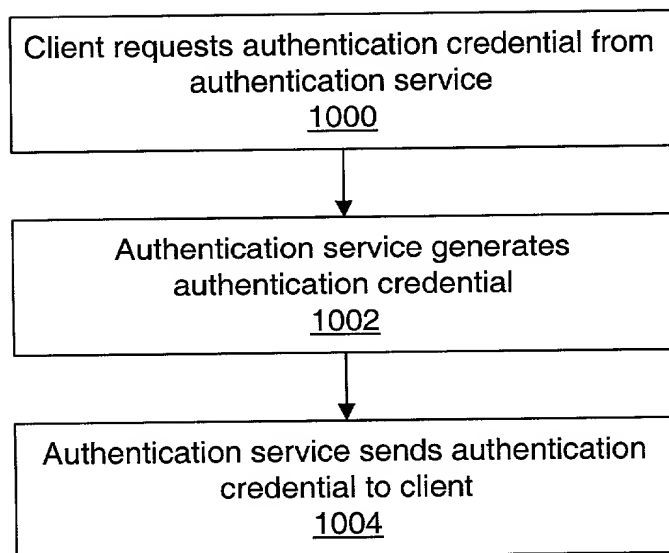 Client requests authentication credential from
authentication service
1000
Authentication service generates
authentication credential
1002
Authentication service sends authentication
credential to client
1004